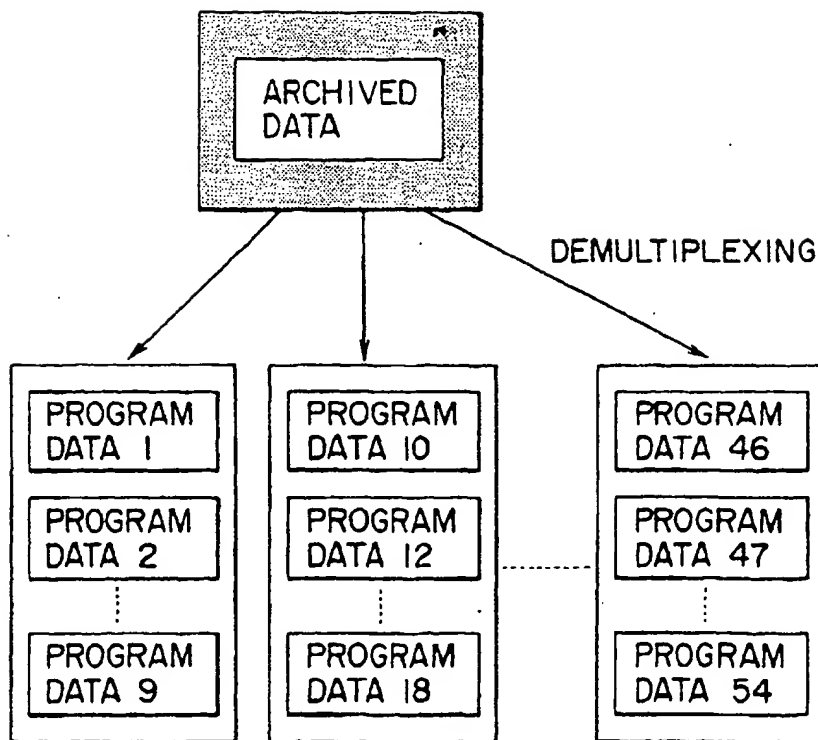 ARCHIVED
DATA
DEMULTIPLEXING
PROGRAM
DATA 1
PROGRAM
DATA 2
PROGRAM
DATA 9
PROGRAM
DATA 10
PROGRAM
DATA 12
PROGRAM
DATA 18
PROGRAM
DATA 46
PROGRAM
DATA 47
PROGRAM
DATA 54